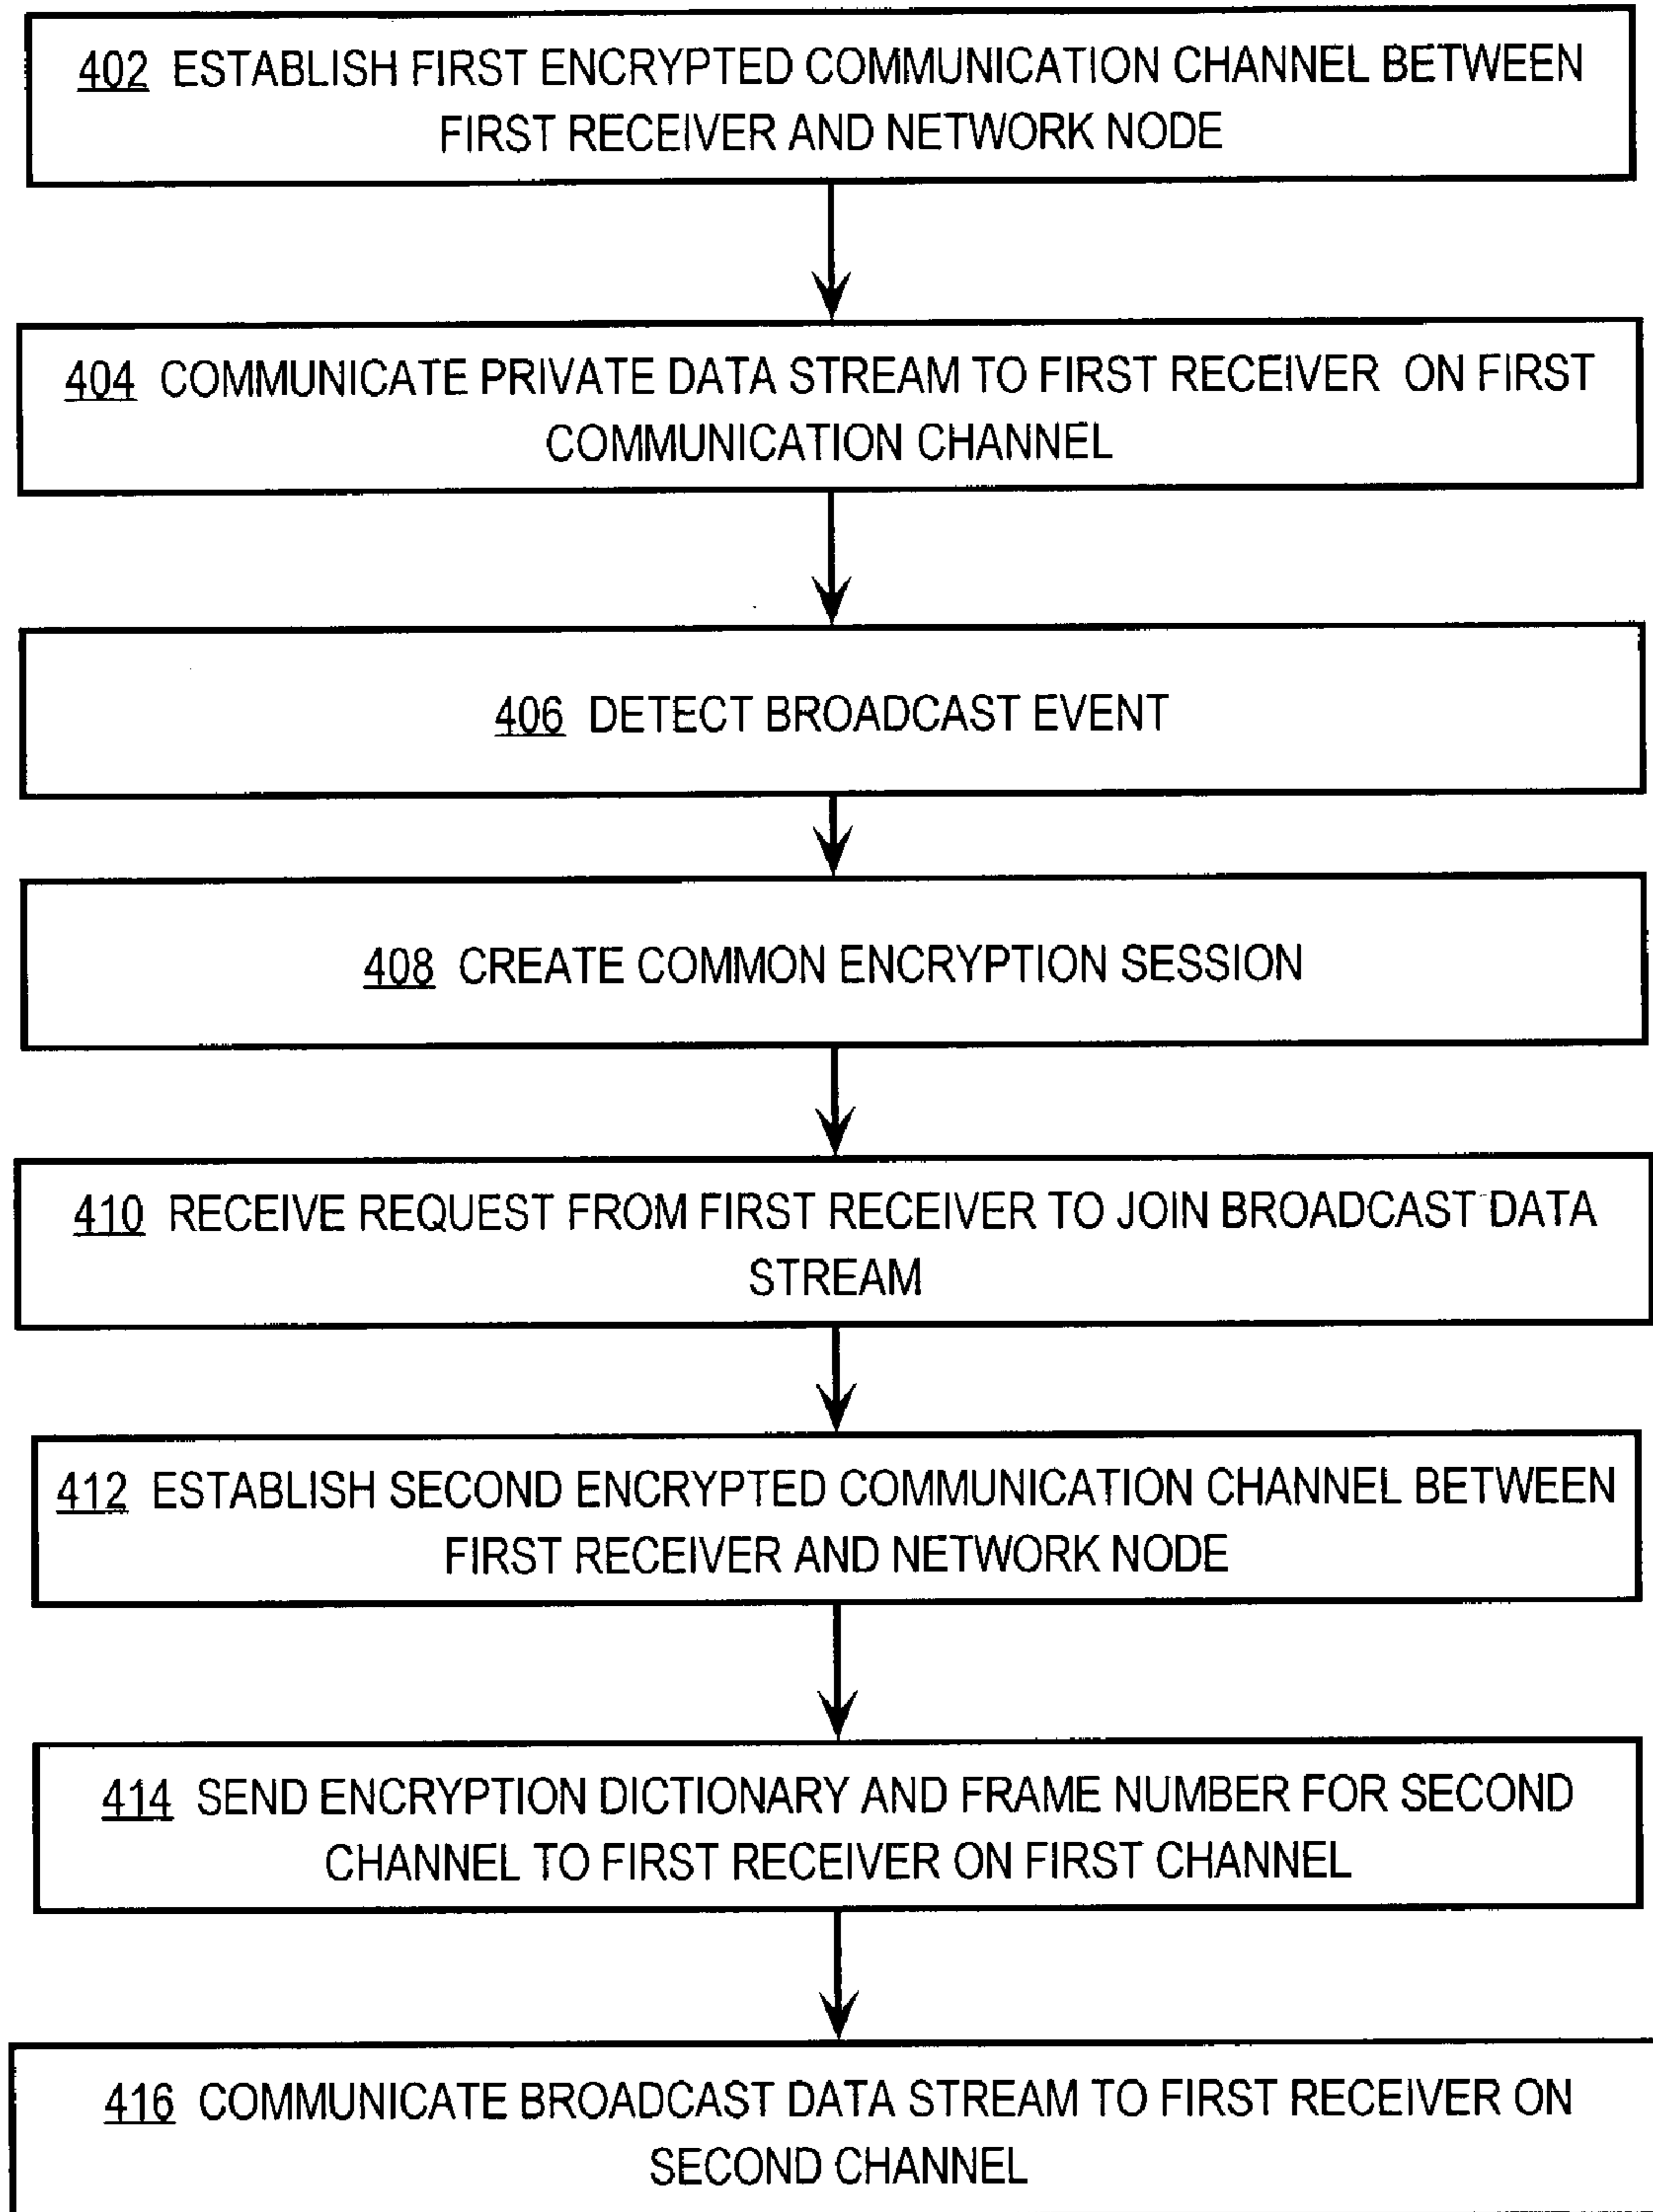 402 ESTABLISH FIRST ENCRYPTED COMMUNICATION CHANNEL BETWEEN
FIRST RECEIVER AND NETWORK NODE
404 COMMUNICATE PRIVATE DATA STREAM TO FIRST RECEIVER ON FIRST
COMMUNICATION CHANNEL
406 DETECT BROADCAST EVENT
408 CREATE COMMON ENCRYPTION SESSION
410 RECEIVE REQUEST FROM FIRST RECEIVER TO JOIN BROADCAST DATA
STREAM
412 ESTABLISH SECOND ENCRYPTED COMMUNICATION CHANNEL BETWEEN
FIRST RECEIVER AND NETWORK NODE
414 SEND ENCRYPTION DICTIONARY AND FRAME NUMBER FOR SECOND
CHANNEL TO FIRST RECEIVER ON FIRST CHANNEL
416 COMMUNICATE BROADCAST DATA STREAM TO FIRST RECEIVER ON
SECOND CHANNEL